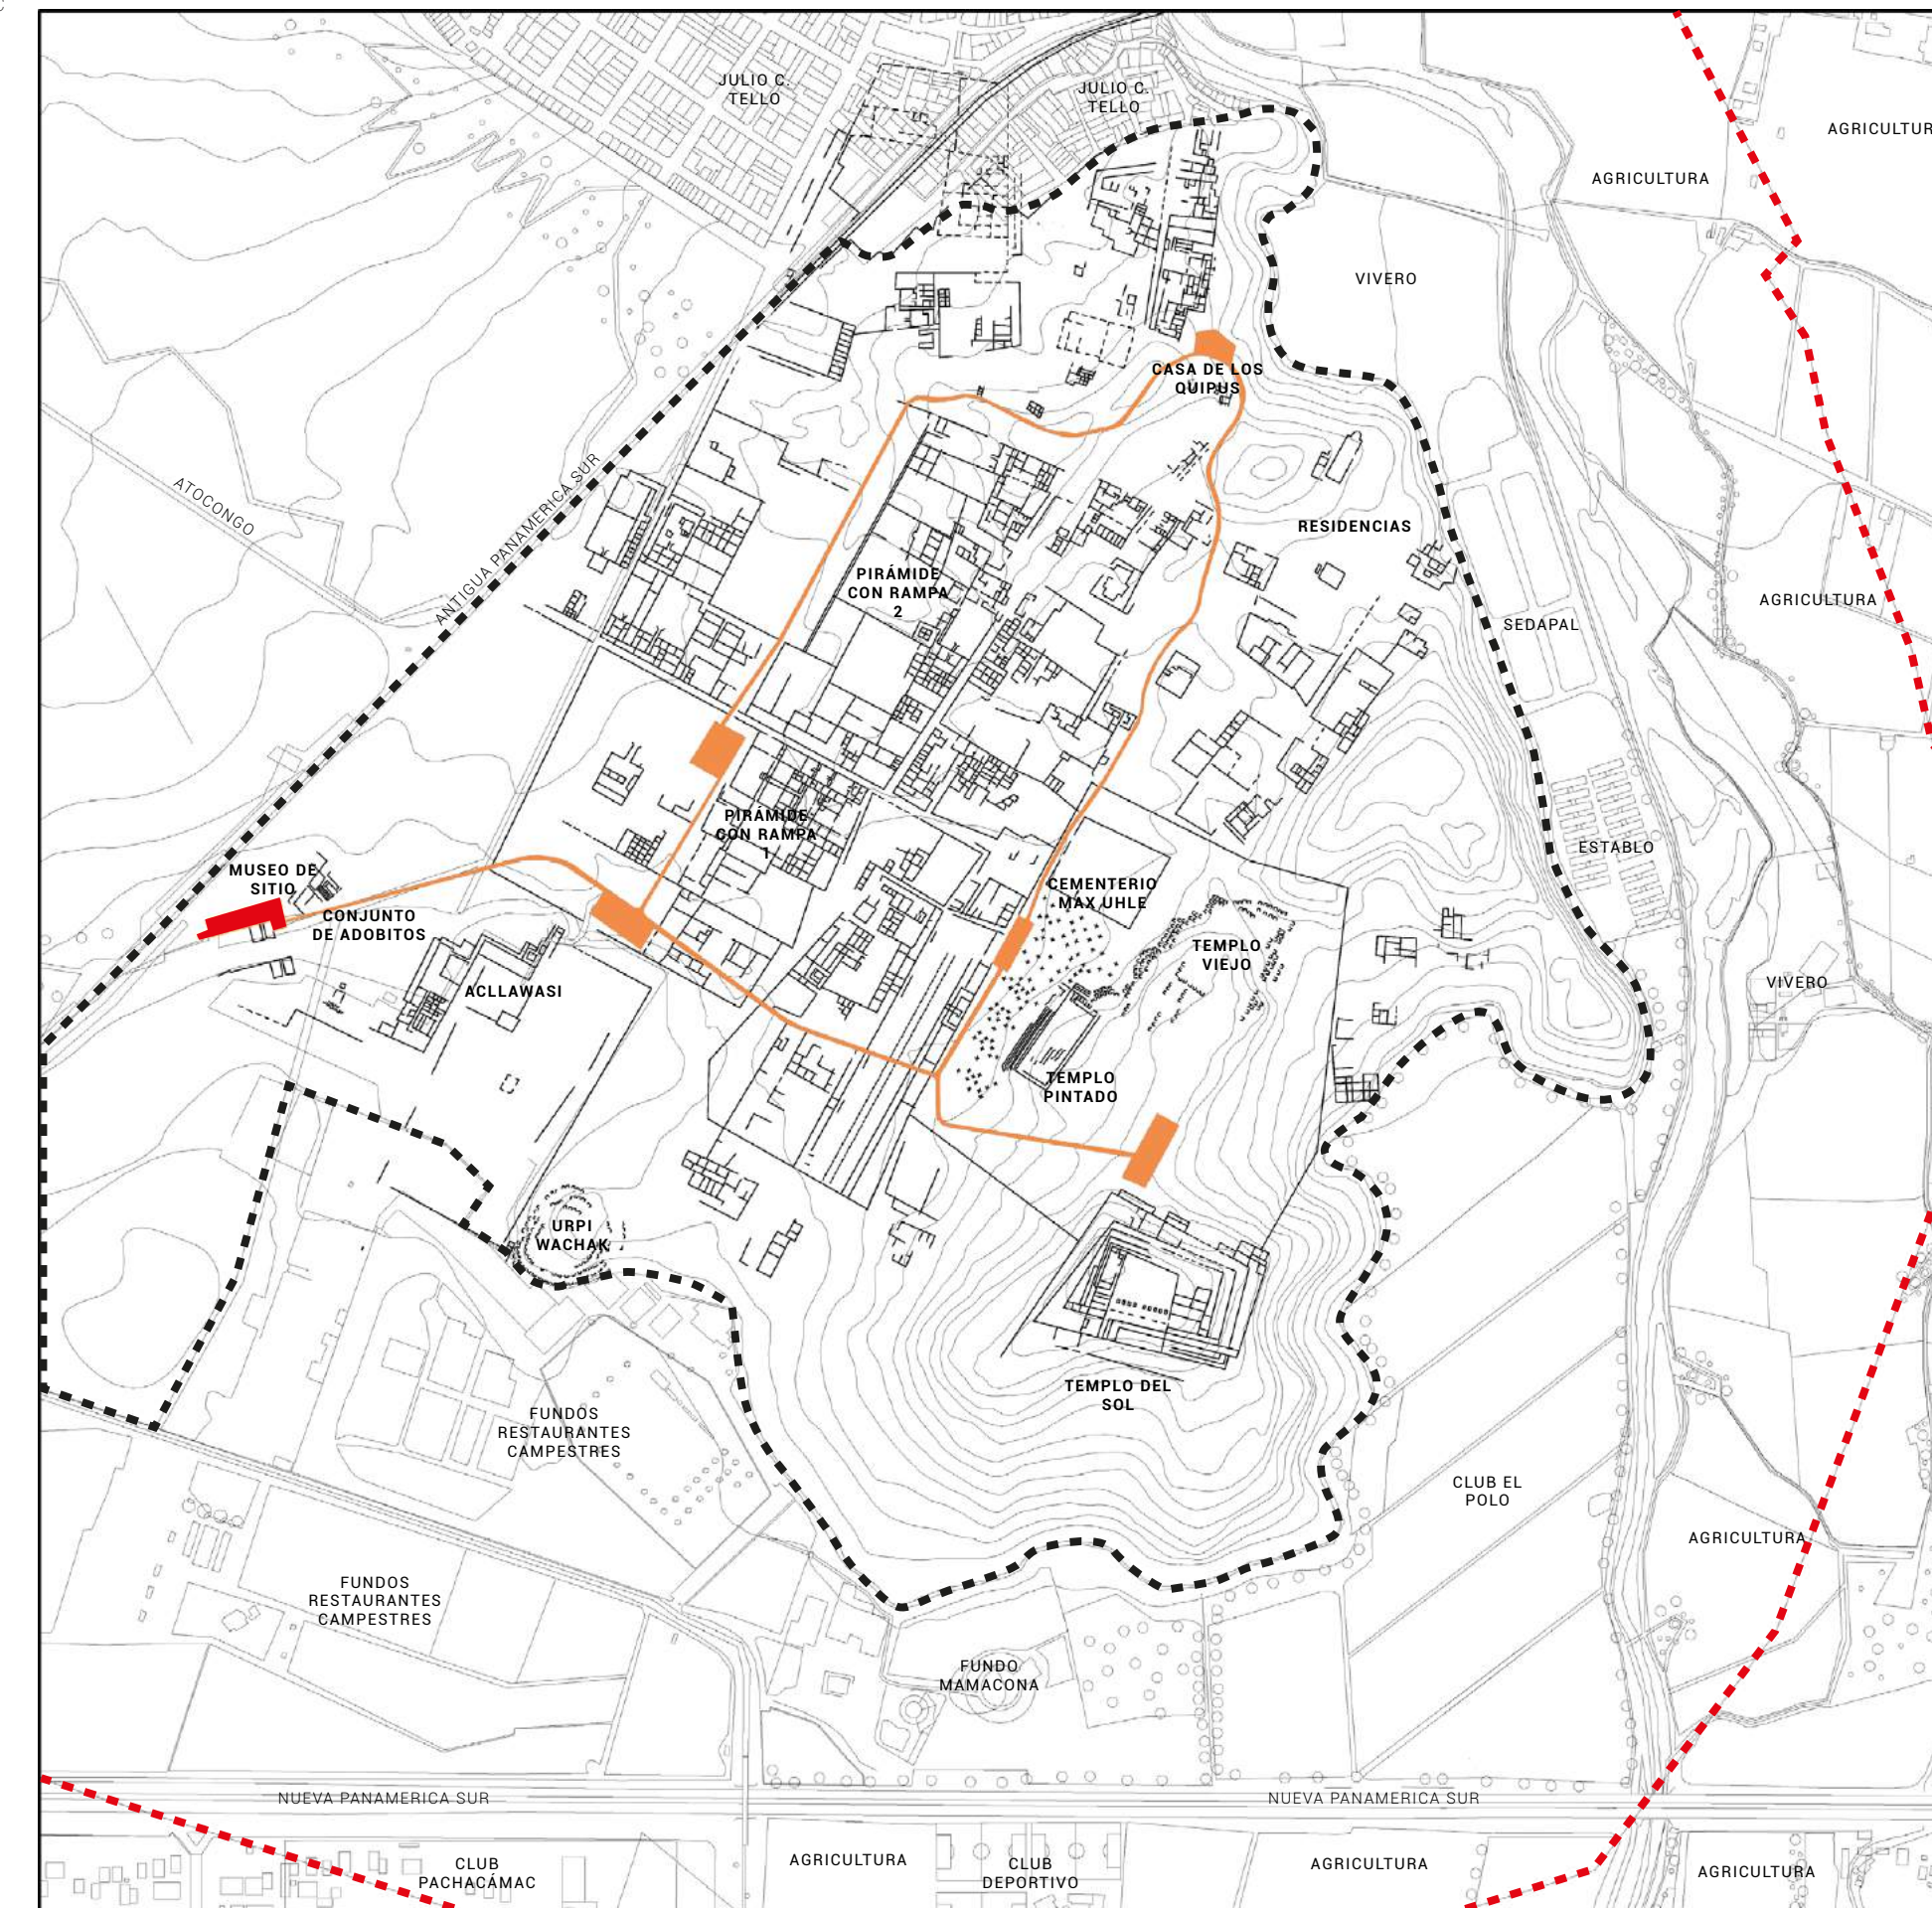 JULIO C.
TELLO
JULIO C.
TELLO
AGRICULTUR
AGRICULTURA
VIVERO
CASA DE LOS
QUIPUS
ATOCONGO
ANTIGUA PANAMERICA SUR
RESIDENCIAS
PIRÁMIDE
CON RAMPA
2
AGRICULTURA
SEDAPAL
PIRÁMIDE
CON RAMPA
1
ESTABLO
MUSEO DE
SITIO
CEMENTERIO
MAX UHLE
CONJUNTO
DE ADOBITOS
TEMPLO
VIEJO
ACLLAWASI
VIVERO
TEMPLO
PINTADO
URPI
WACHAK
TEMPLO DEL
SOL
FUNDOS
RESTAURANTES
CAMPESTRES
CLUB EL
POLO
AGRICULTURA
FUNDOS
RESTAURANTES
CAMPESTRES
FUNDO
MAMACONA
NUEVA PANAMERICA SUR
NUEVA PANAMERICA SUR
CLUB
PACHACÁMAC
AGRICULTURA
CLUB
DEPORTIVO
AGRICULTURA
AGRICULTURA